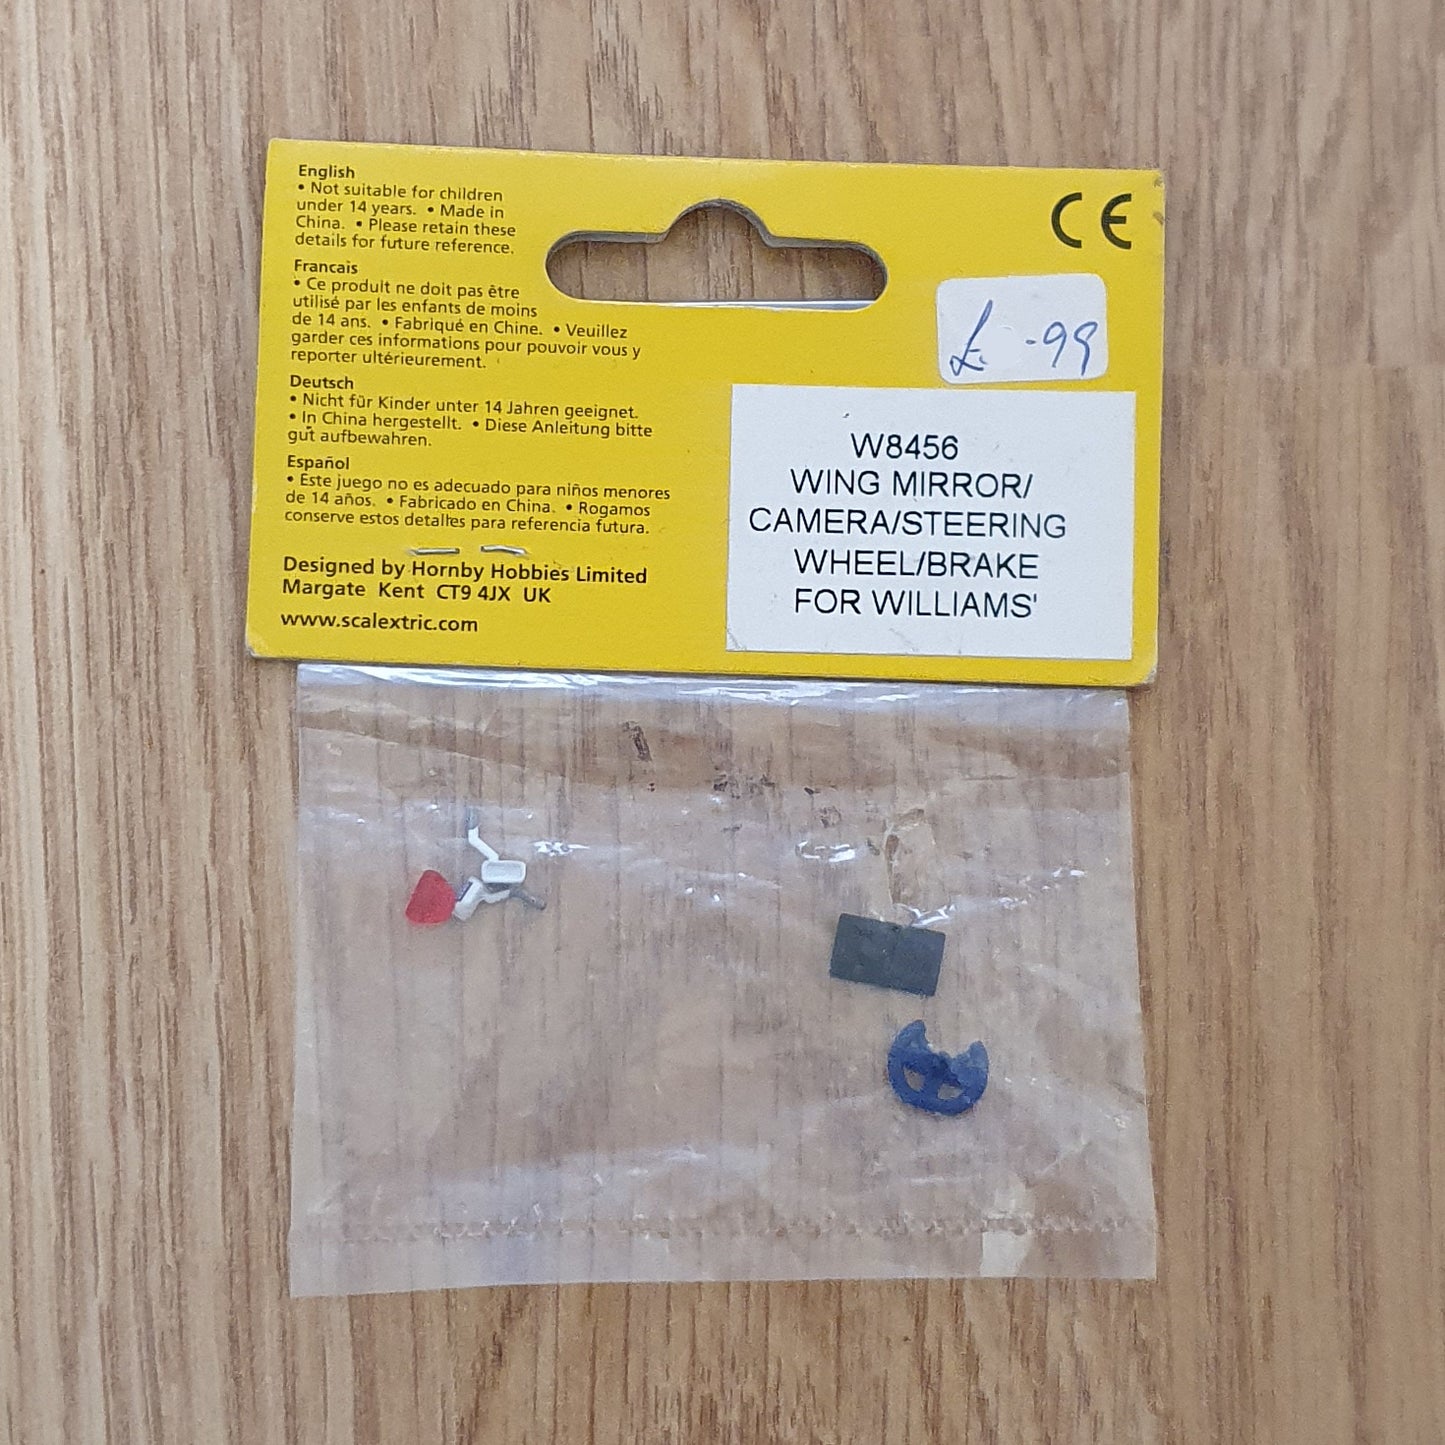 English
• Not suitable for children
under 14 years. • Made in
China. • Please retain these
details for future reference.
Francais
• Ce produit ne doit pas être
utilisé par les enfants de moins
de 14 ans. • Fabriqué en Chine. • Veuillez
garder ces informations pour pouvoir vous y
reporter ultérieurement.
Deutsch
• Nicht für Kinder unter 14 Jahren geeignet.
• In China hergestellt. • Diese Anleitung bitte
gut aufbewahren.
Español
• Este juego no es adecuado para niños menores
de 14 años. • Fabricado en China. • Rogamos
conserve estos detalles para referencia futura.
Designed by Hornby Hobbies Limited
Margate Kent CT9 4JX UK
www.scalextric.com
CE
£ .99
W8456
WING MIRROR/
CAMERA/STEERING
WHEEL/BRAKE
FOR WILLIAMS'